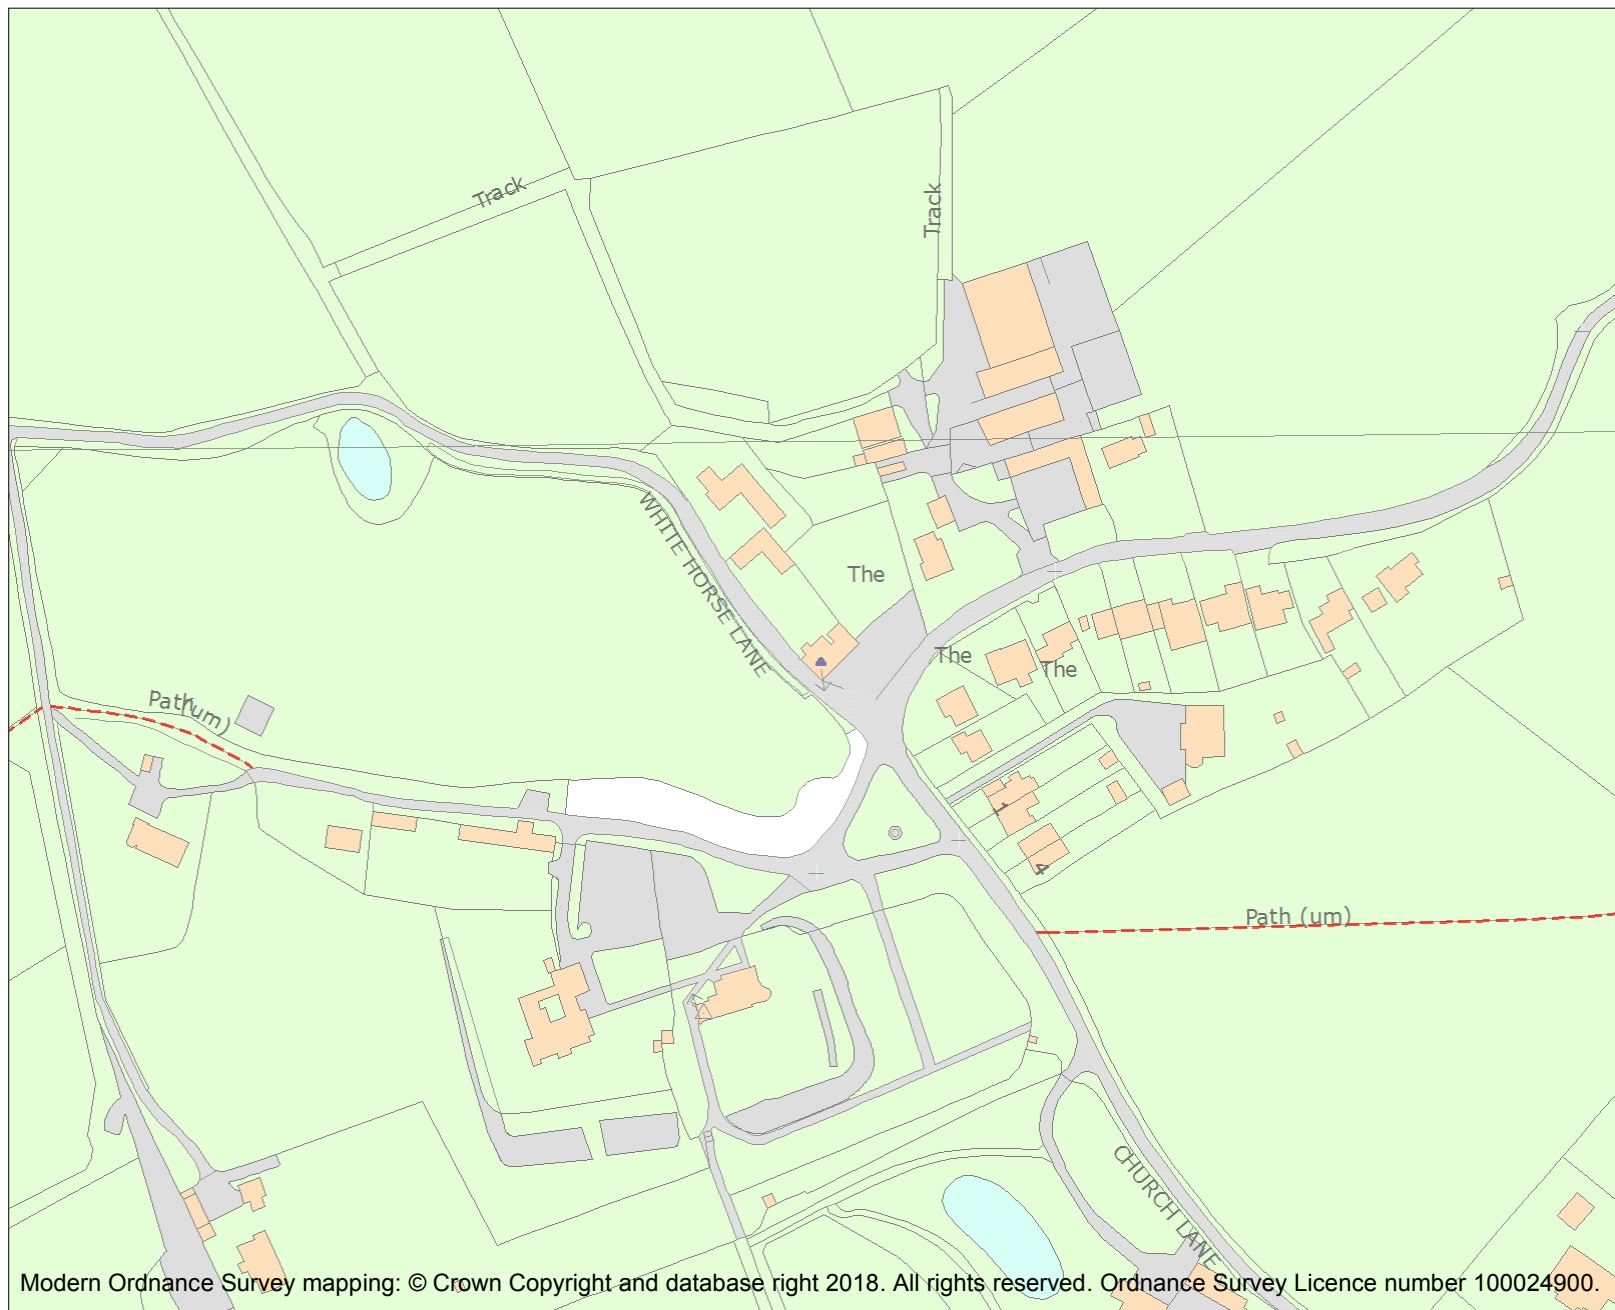 Track
Track
WHITE HORSE LANE
The
The
The
Path (um)
1
4
Path (um)
CHURCH LANE
Modern Ordnance Survey mapping: © Crown Copyright and database right 2018. All rights reserved. Ordnance Survey Licence number 100024900.